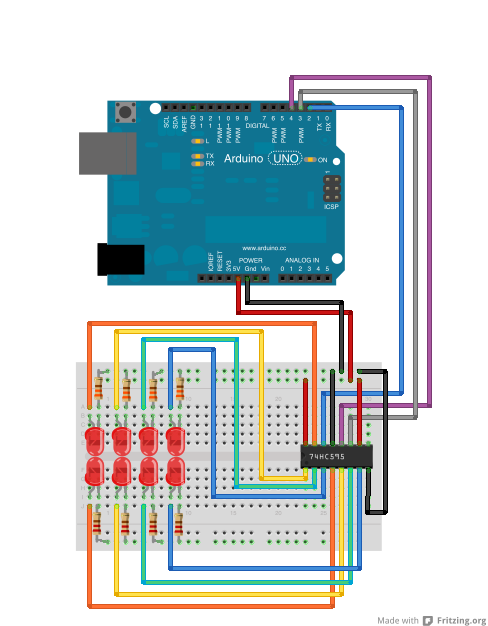 SCL
SDA
AREF
GND
13
12
PWM 11
PWM 10
PWM 9
8
7
PWM 6
PWM 5
4
PWM 3
2
TX 1
RX 0
DIGITAL
L
TX
RX
Arduino UNO
ON
1
ICSP
www.arduino.cc
POWER
ANALOG IN
IOREF
RESET
3V3
5V
Gnd
Vin
0 1 2 3 4 5
74HC595
Made with Fritzing.org